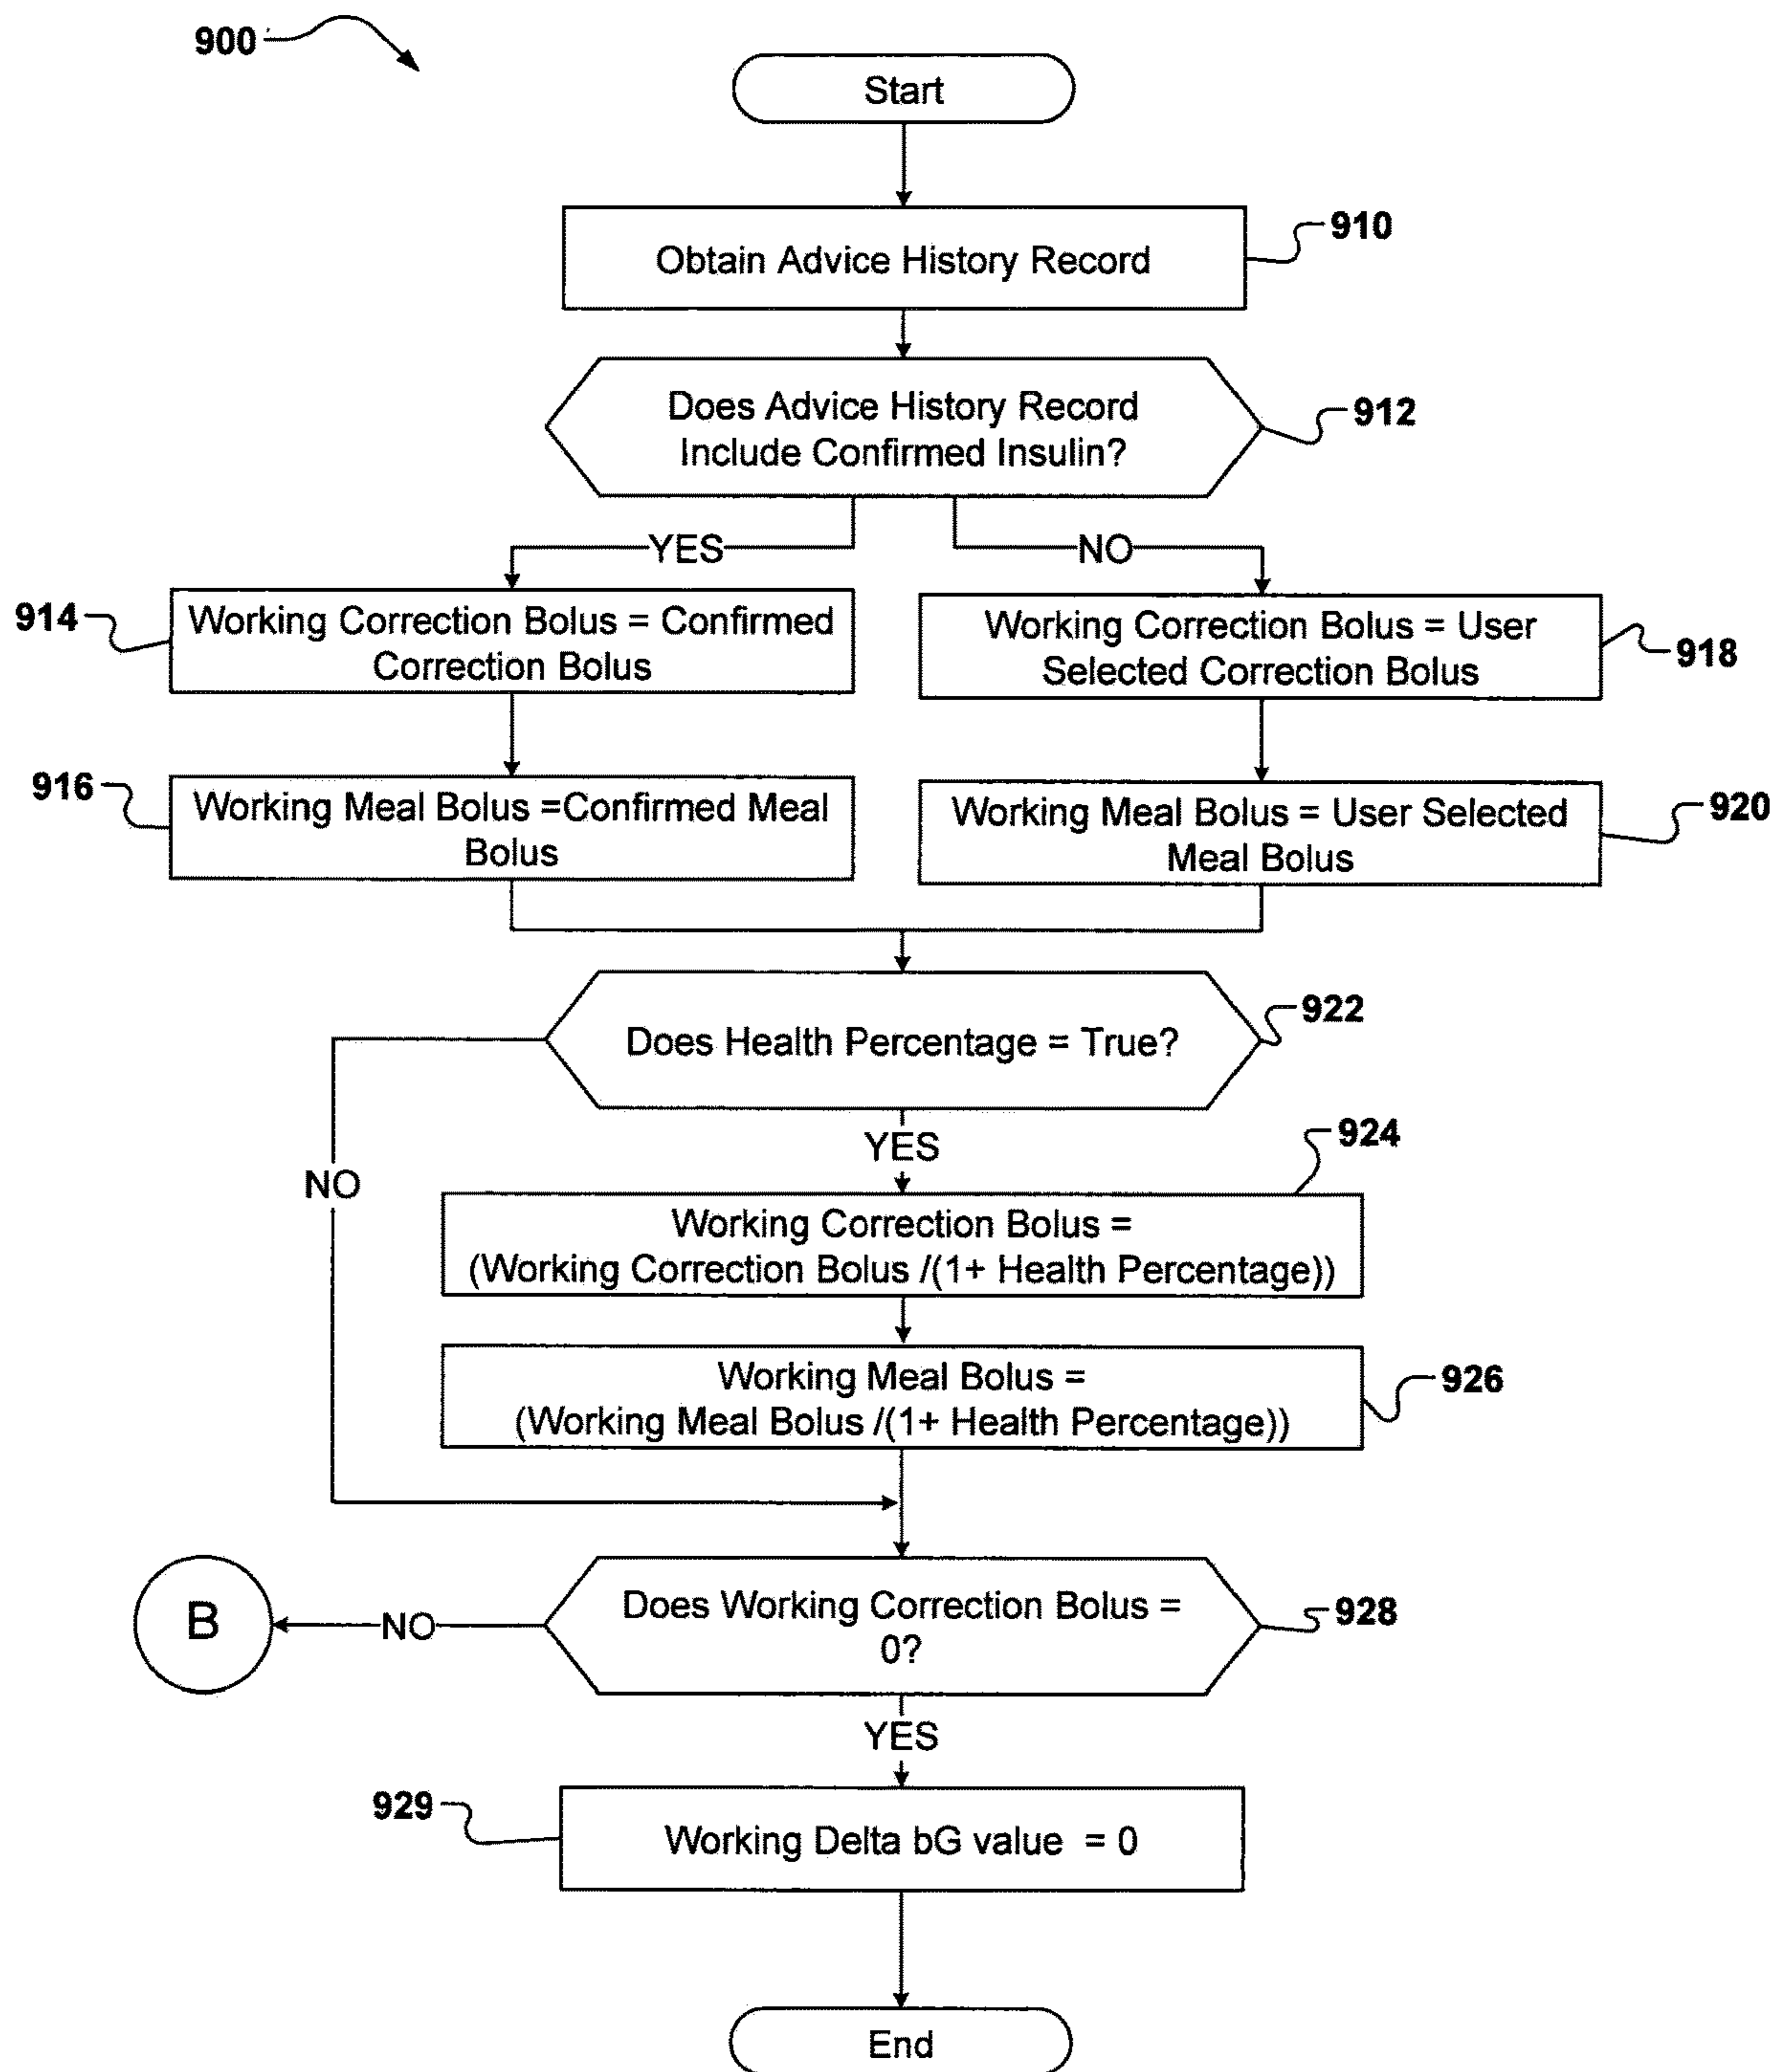 900
Start
Obtain Advice History Record
910
Does Advice History Record
Include Confirmed Insulin?
912
YES
NO
914
Working Correction Bolus = Confirmed
Correction Bolus
Working Correction Bolus = User
Selected Correction Bolus
918
916
Working Meal Bolus =Confirmed Meal
Bolus
Working Meal Bolus = User Selected
Meal Bolus
920
Does Health Percentage = True?
922
YES
NO
924
Working Correction Bolus =
(Working Correction Bolus /(1+ Health Percentage))
Working Meal Bolus =
(Working Meal Bolus /(1+ Health Percentage))
926
B
NO
Does Working Correction Bolus =
0?
928
YES
929
Working Delta bG value = 0
End